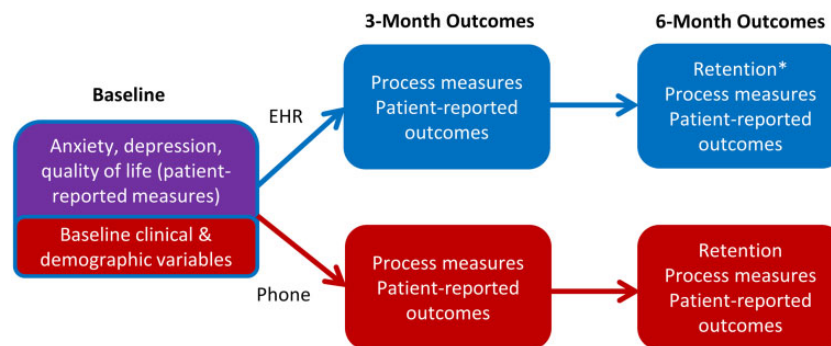 3-Month Outcomes
6-Month Outcomes
Baseline
EHR
Process measures
Patient-reported
outcomes
Retention*
Process measures
Patient-reported
outcomes
Anxiety, depression,
quality of life (patient-
reported measures)
Baseline clinical &
demographic variables
Phone
Process measures
Patient-reported
outcomes
Retention
Process measures
Patient-reported
outcomes